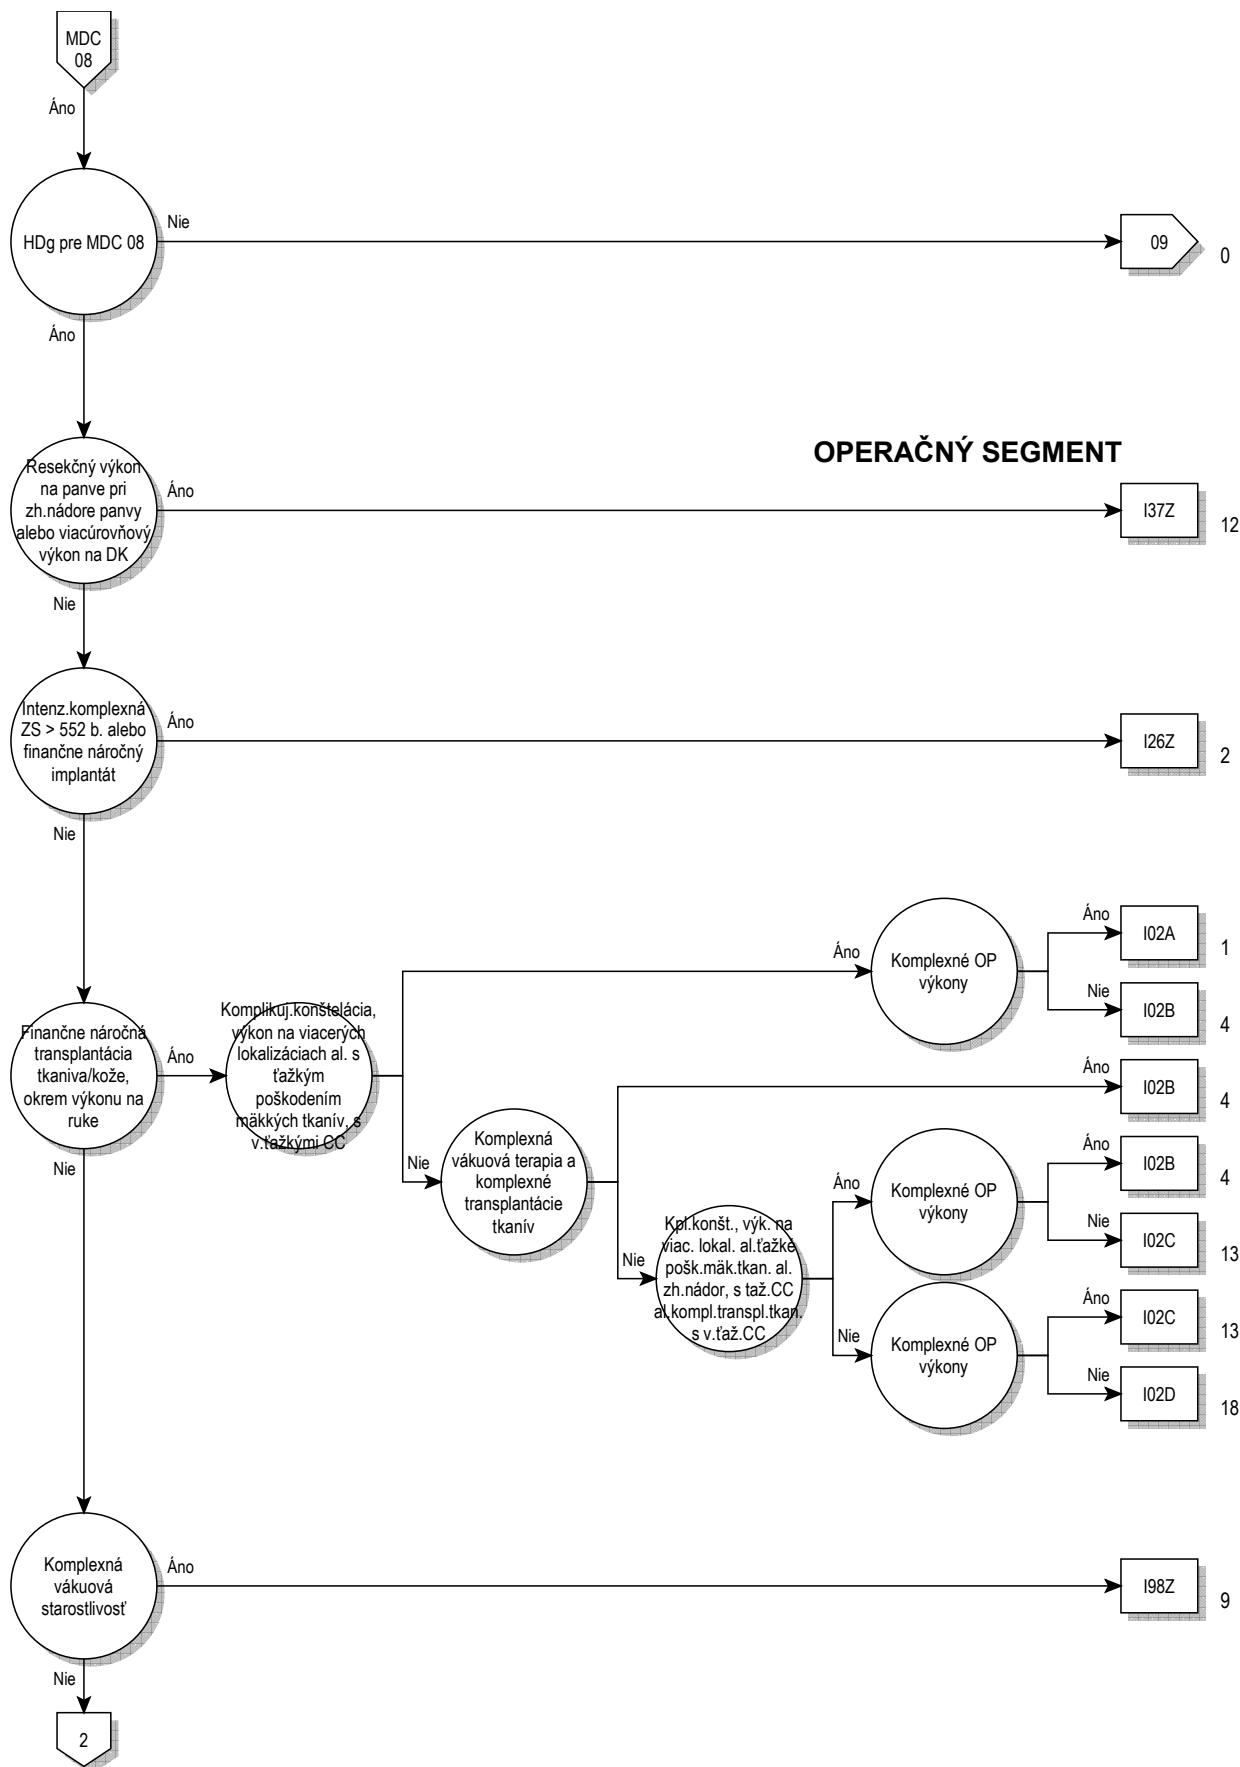 MDC
08
Áno
HDg pre MDC 08
Nie
09
0
Áno
OPERAČNÝ SEGMENT
Resekčný výkon
na panve pri
zh.nádore panvy
alebo viacúrovňový
výkon na DK
Áno
I37Z
12
Nie
Intenz.komplexná
ZS > 552 b. alebo
finančne náročný
implantát
Áno
I26Z
2
Nie
Finančne náročná
transplantácia
tkaniva/kože,
okrem výkonu na
ruke
Áno
Komplikuj.konštelácia,
výkon na viacerých
lokalizáciach al. s
ťažkým
poškodením
mäkkých tkanív, s
v.ťažkými CC
Áno
Komplexné OP
výkony
Áno
I02A
1
Nie
I02B
4
Nie
Komplexná
vákuová terapia a
komplexné
transplantácie
tkanív
Áno
I02B
4
Nie
Kpl.konšt., výk. na
viac. lokal. al.ťažké
pošk.mäk.tkan. al.
zh.nádor, s taž.CC
al.kompl.transpl.tkan.
s v.ťaž.CC
Áno
Komplexné OP
výkony
Áno
I02B
4
Nie
I02C
13
Nie
Komplexné OP
výkony
Áno
I02C
13
Nie
I02D
18
Nie
Komplexná
vákuová
starostlivosť
Áno
I98Z
9
Nie
2